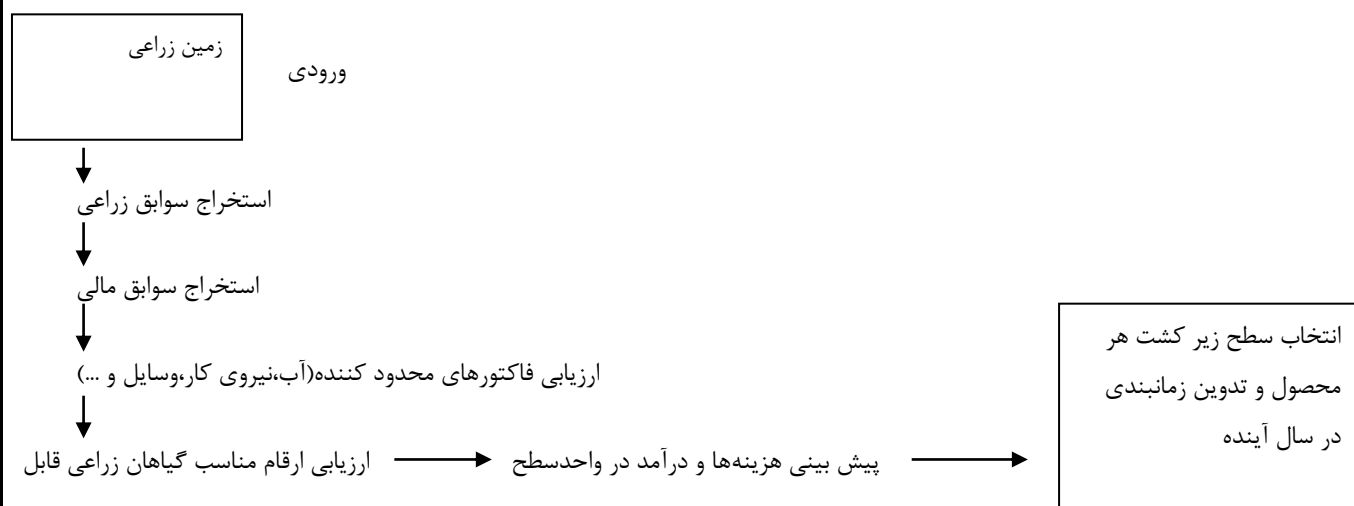 زمین زراعی
ورودی
استخراج سوابق زراعی
استخراج سوابق مالی
ارزیابی فاکتورهای محدود کننده(آب،نیروی کار،وسایل و ...)
ارزیابی ارقام مناسب گیاهان زراعی قابل
پیش بینی هزینه‌ها و درآمد در واحدسطح
انتخاب سطح زیر کشت هر
محصول و تدوین زمانبندی
در سال آینده